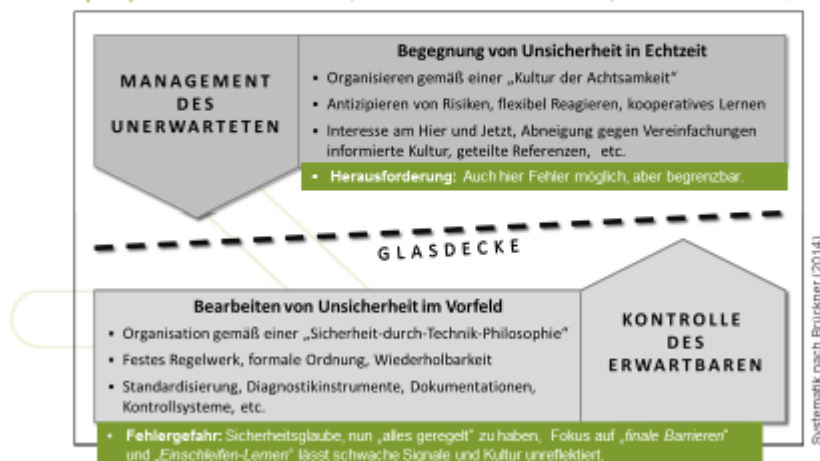 MANAGEMENT
DES
UNERWARTETEN
Begegnung von Unsicherheit in Echtzeit
▪ Organisieren gemäß einer „Kultur der Achtsamkeit“
▪ Antizipieren von Risiken, flexibel Reagieren, kooperatives Lernen
▪ Interesse am Hier und Jetzt, Abneigung gegen Vereinfachungen
informierte Kultur, geteilte Referenzen, etc.
▪ Herausforderung: Auch hier Fehler möglich, aber begrenzbar.
GLASDECKE
Bearbeiten von Unsicherheit im Vorfeld
▪ Organisation gemäß einer „Sicherheit-durch-Technik-Philosophie“
▪ Festes Regelwerk, formale Ordnung, Wiederholbarkeit
▪ Standardisierung, Diagnostikinstrumente, Dokumentationen,
Kontrollsysteme, etc.
KONTROLLE
DES
ERWARTBAREN
• Fehlergefahr: Sicherheitsglaube, nun „alles geregelt“ zu haben, Fokus auf „finale Barrieren“
und „Einschleifen-Lernen“ lässt schwache Signale und Kultur unreflektiert.
Systematik nach Brückner (2014)